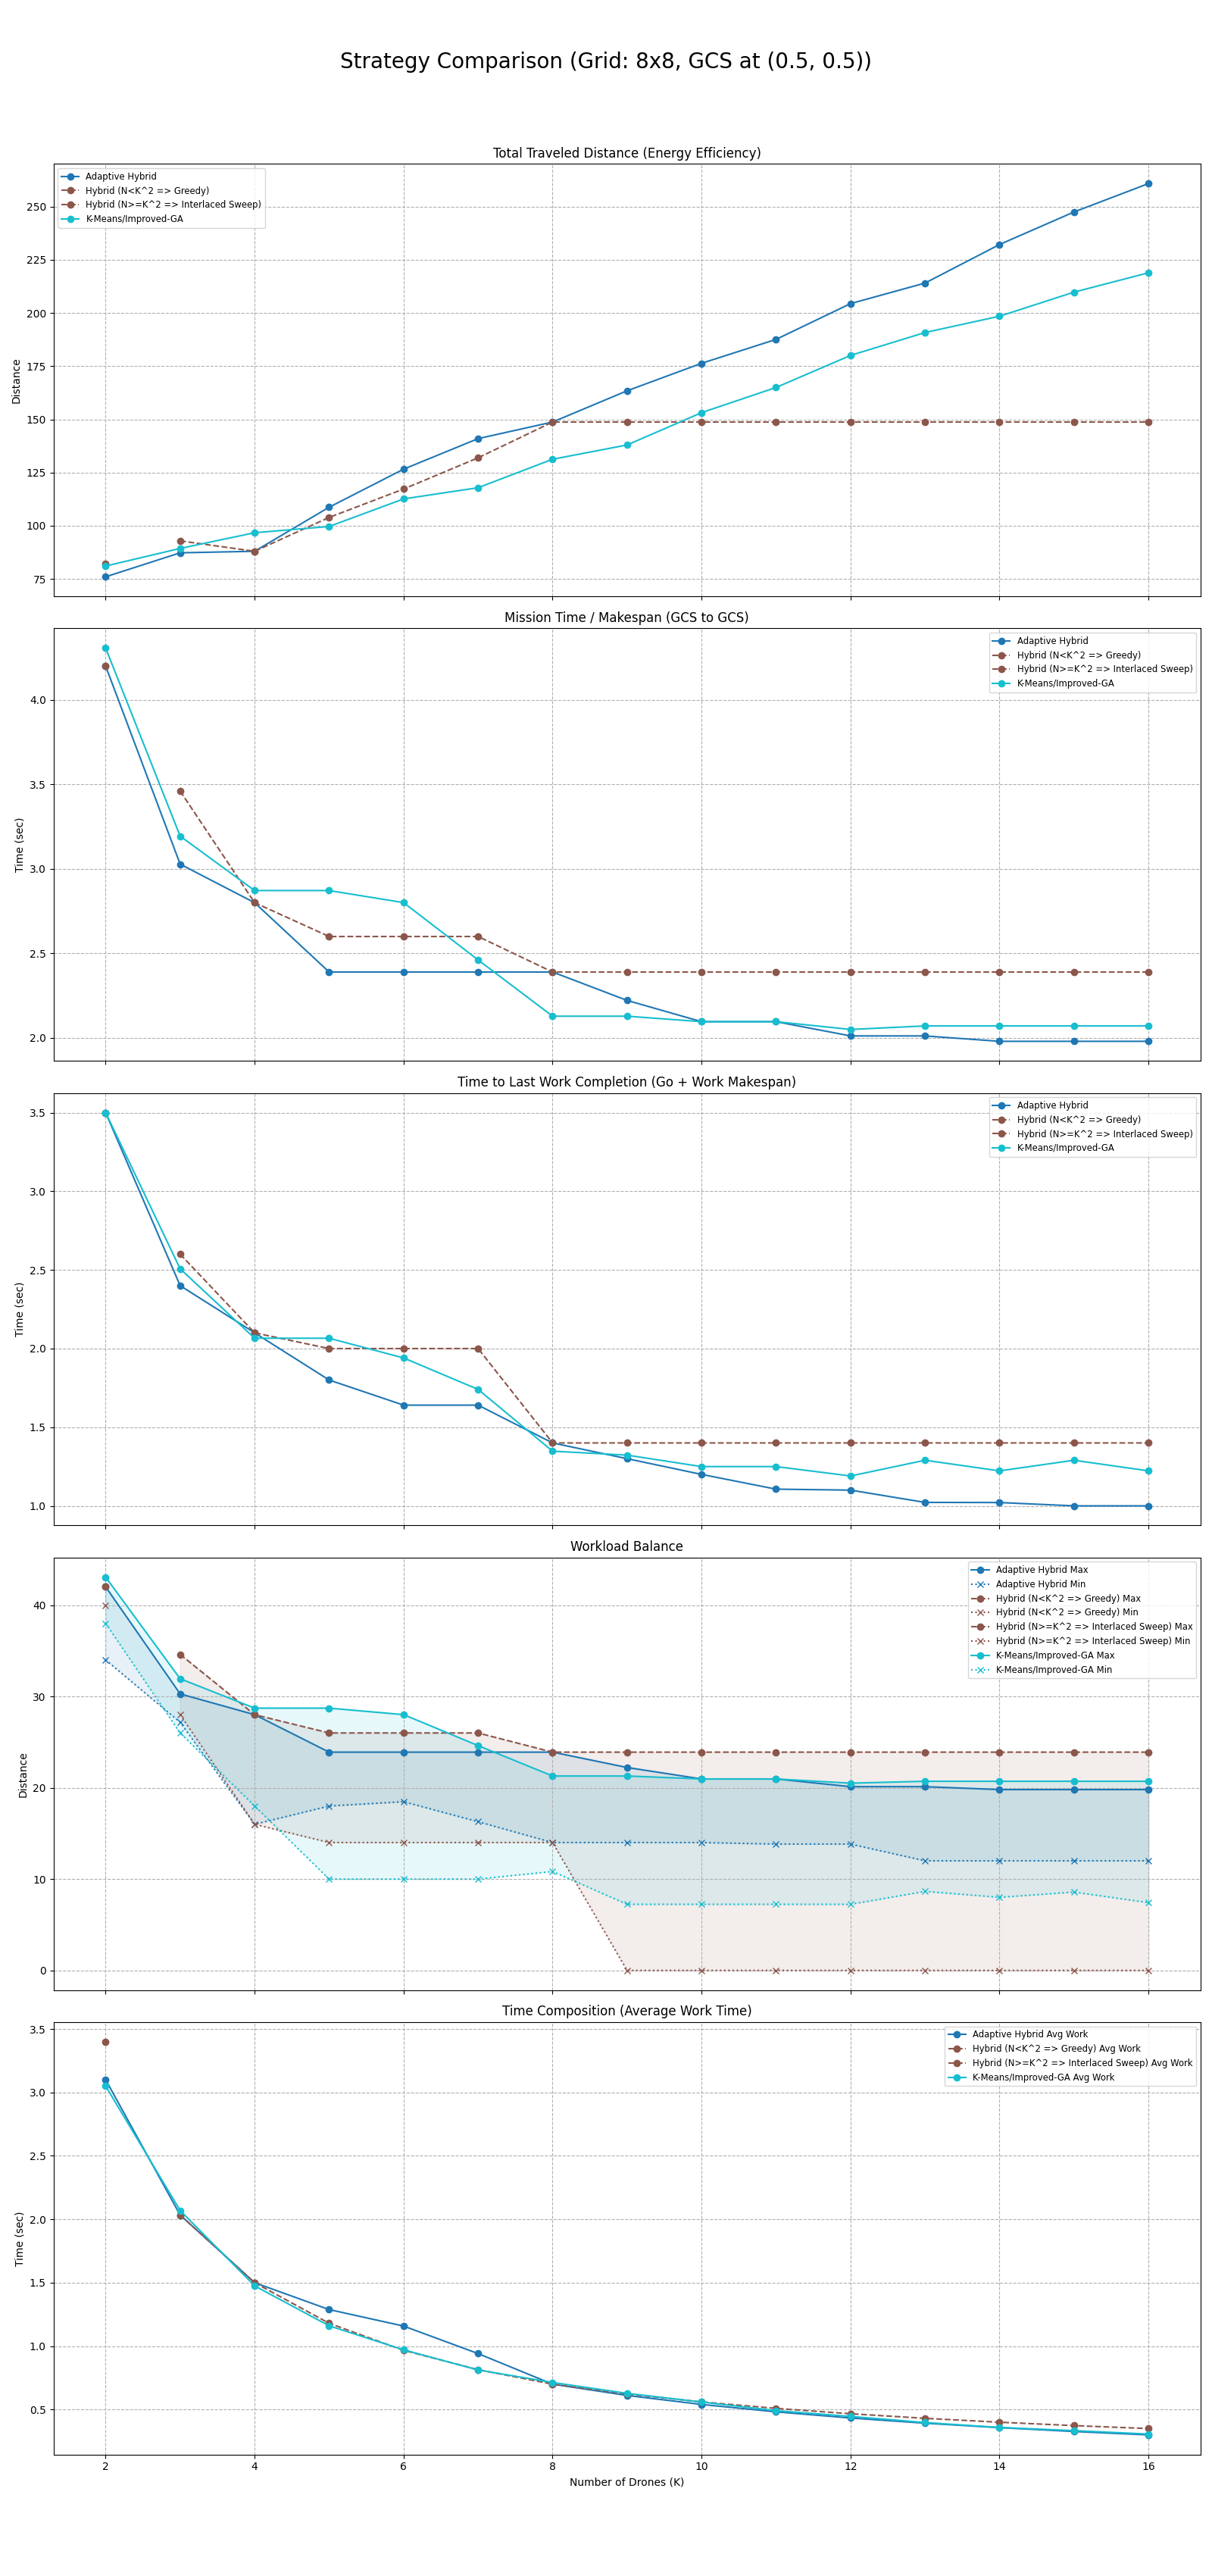 Strategy Comparison (Grid: 8x8, GCS at (0.5, 0.5))
Total Traveled Distance (Energy Efficiency)
Adaptive Hybrid
Hybrid (N<K^2 => Greedy)
Hybrid (N>=K^2 => Interlaced Sweep)
K-Means/Improved-GA
250
225
200
175
150
125
100
75
Distance
Mission Time / Makespan (GCS to GCS)
Adaptive Hybrid
Hybrid (N<K^2 => Greedy)
Hybrid (N>=K^2 => Interlaced Sweep)
K-Means/Improved-GA
4.0
3.5
3.0
2.5
2.0
Time (sec)
Time to Last Work Completion (Go + Work Makespan)
Adaptive Hybrid
Hybrid (N<K^2 => Greedy)
Hybrid (N>=K^2 => Interlaced Sweep)
K-Means/Improved-GA
3.5
3.0
2.5
2.0
1.5
1.0
Time (sec)
Workload Balance
Adaptive Hybrid Max
Adaptive Hybrid Min
Hybrid (N<K^2 => Greedy) Max
Hybrid (N<K^2 => Greedy) Min
Hybrid (N>=K^2 => Interlaced Sweep) Max
Hybrid (N>=K^2 => Interlaced Sweep) Min
K-Means/Improved-GA Max
K-Means/Improved-GA Min
40
30
20
10
0
Distance
Time Composition (Average Work Time)
Adaptive Hybrid Avg Work
Hybrid (N<K^2 => Greedy) Avg Work
Hybrid (N>=K^2 => Interlaced Sweep) Avg Work
K-Means/Improved-GA Avg Work
3.5
3.0
2.5
2.0
1.5
1.0
0.5
Time (sec)
2 4 6 8 10 12 14 16
Number of Drones (K)